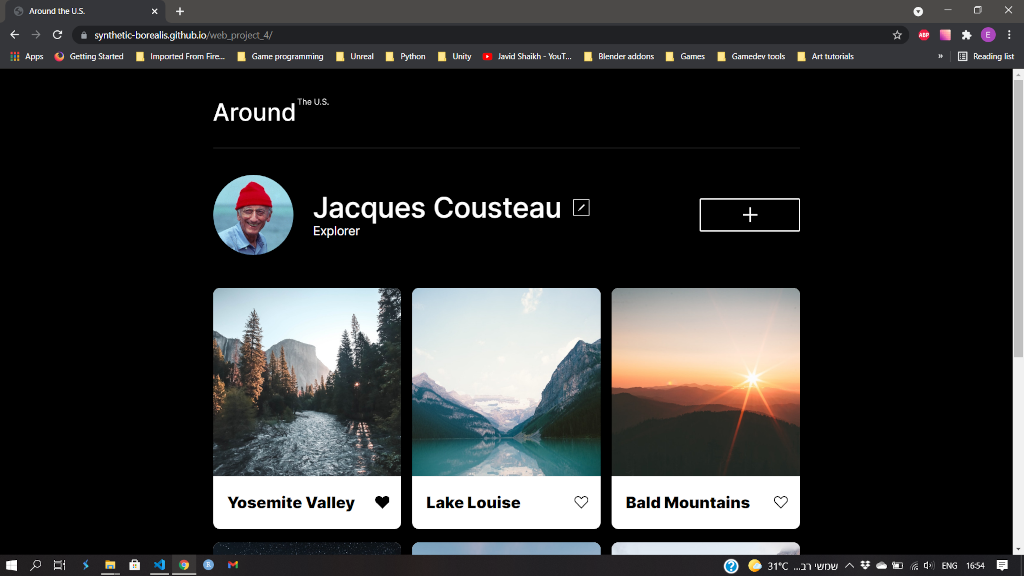 Around the U.S.
synthetic-borealis.github.io/web_project_4/
ABP
E
Apps
Getting Started
Imported From Fire...
Game programming
Unreal
Python
Unity
Javid Shaikh - YouT...
Blender addons
Games
Gamedev tools
Art tutorials
»
Reading list
Around The U.S.
Jacques Cousteau
Explorer
Yosemite Valley
Lake Louise
Bald Mountains
31°C שמשי רב...
ENG
16:54